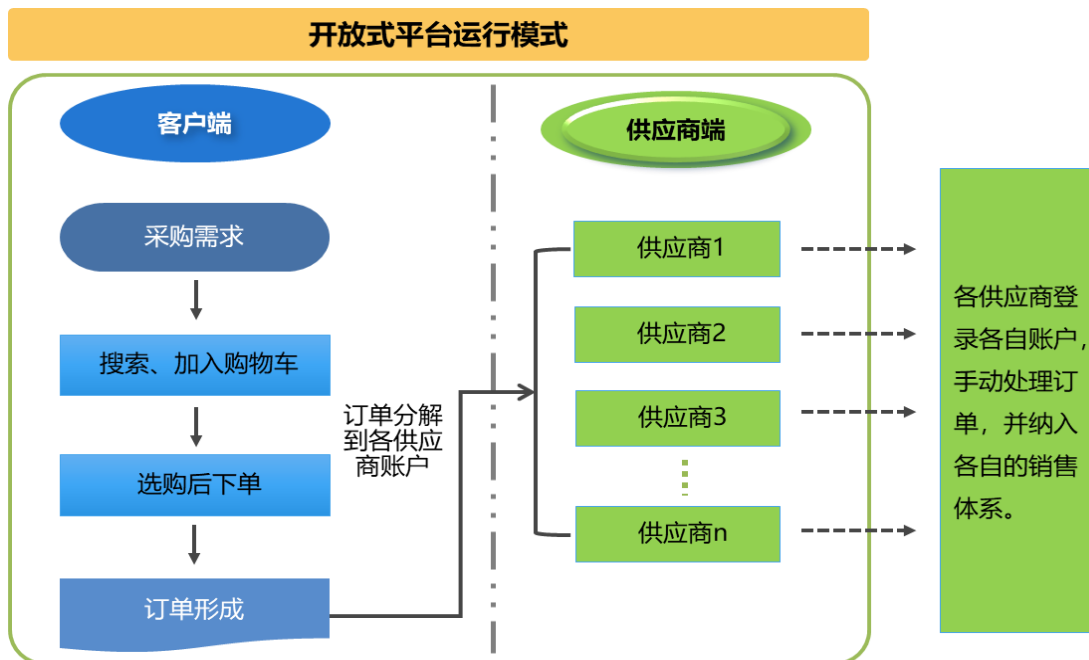 开放式平台运行模式
客户端
采购需求
搜索、加入购物车
选购后下单
订单形成
订单分解
到各供应
商账户
供应商端
供应商1
供应商2
供应商3
供应商n
各供应商登
录各自账户，
手动处理订
单，并纳入
各自的销售
体系。